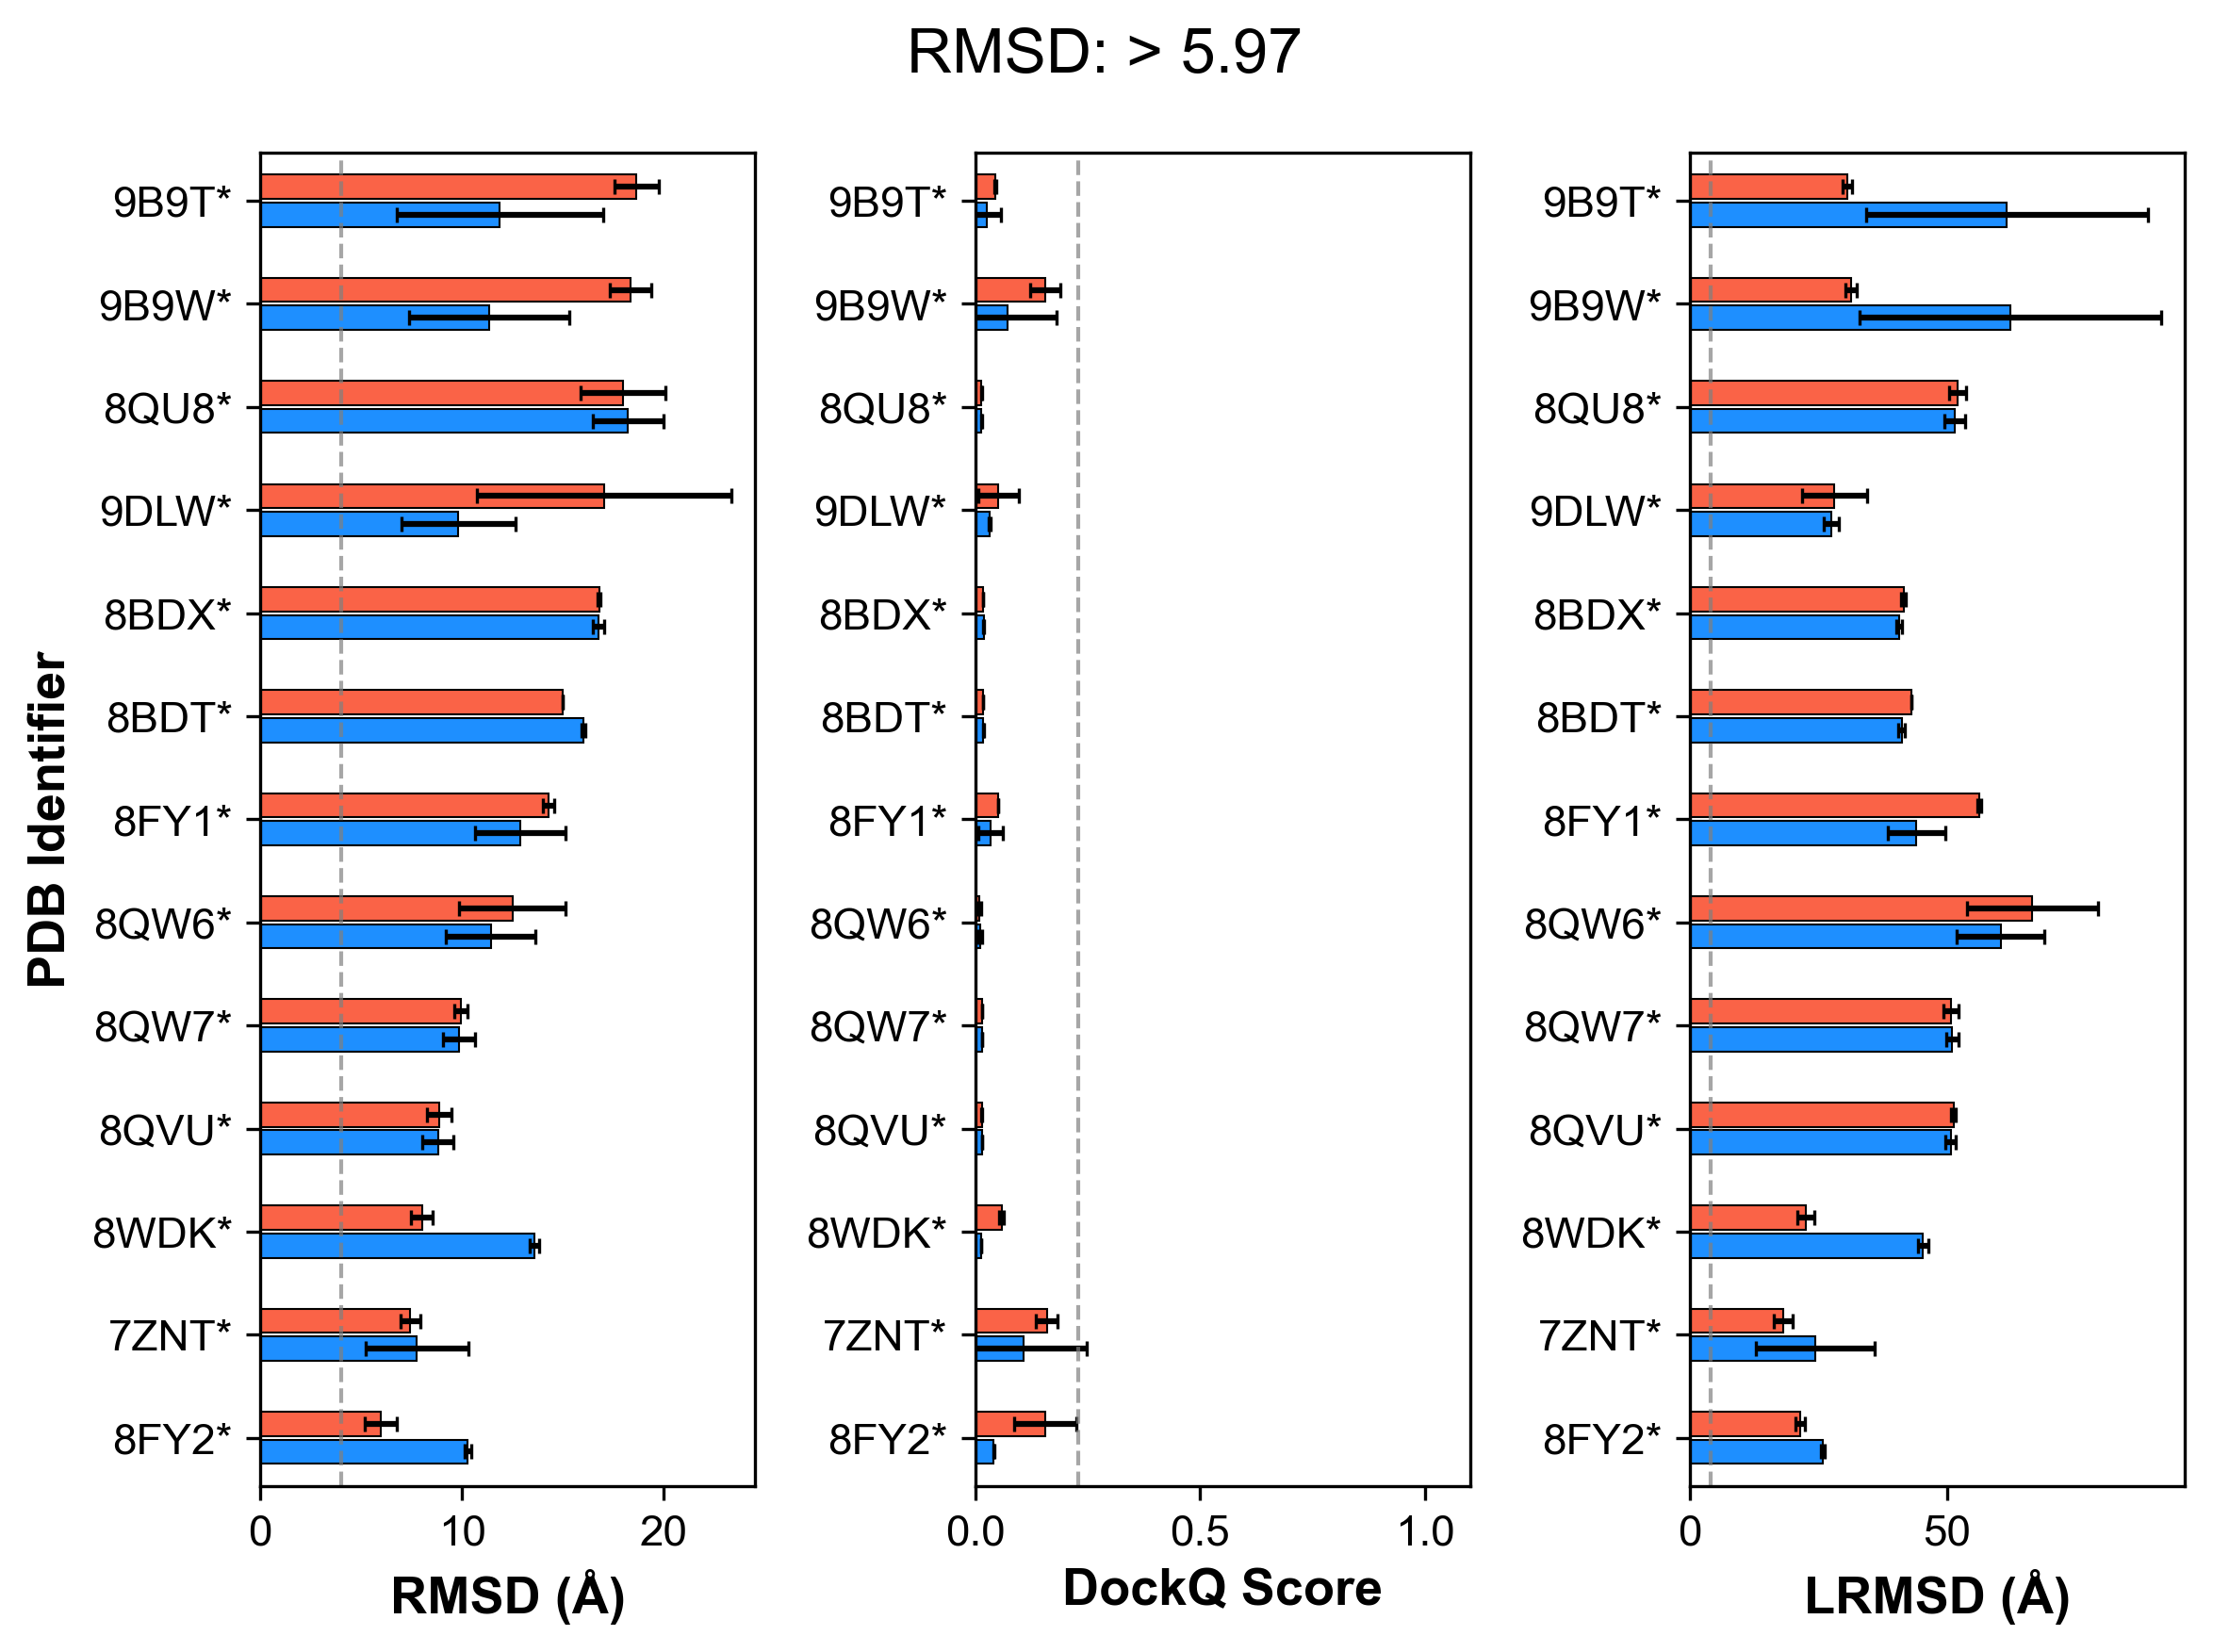 RMSD: > 5.97
PDB Identifier
9B9T*
9B9W*
8QU8*
9DLW*
8BDX*
8BDT*
8FY1*
8QW6*
8QW7*
8QVU*
8WDK*
7ZNT*
8FY2*
0 10 20
RMSD (Å)
9B9T*
9B9W*
8QU8*
9DLW*
8BDX*
8BDT*
8FY1*
8QW6*
8QW7*
8QVU*
8WDK*
7ZNT*
8FY2*
0.0 0.5 1.0
DockQ Score
9B9T*
9B9W*
8QU8*
9DLW*
8BDX*
8BDT*
8FY1*
8QW6*
8QW7*
8QVU*
8WDK*
7ZNT*
8FY2*
0 50
LRMSD (Å)